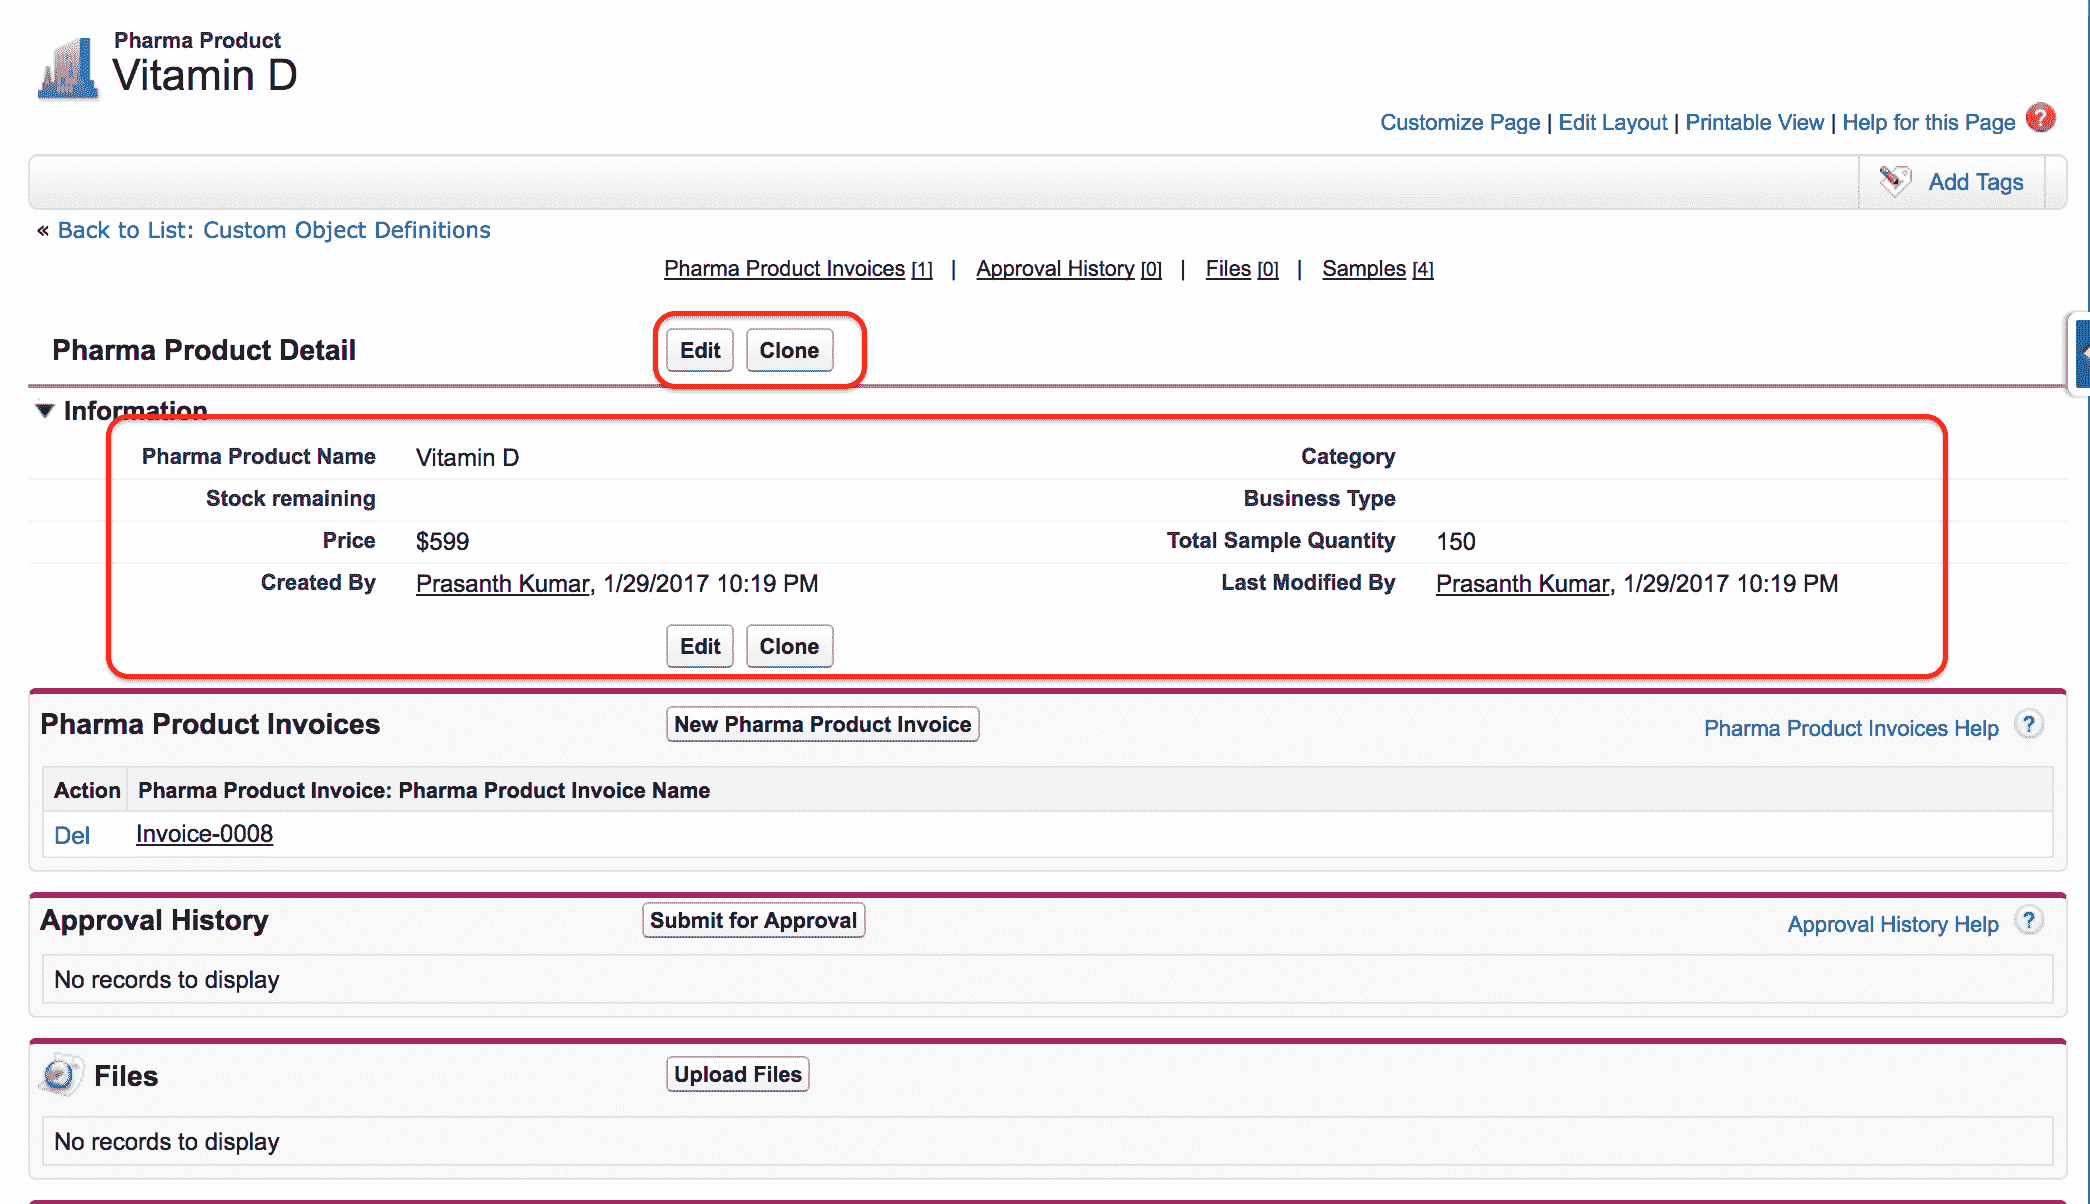 Pharma Product
Vitamin D
Customize Page | Edit Layout | Printable View | Help for this Page ?
Add Tags
« Back to List: Custom Object Definitions
Pharma Product Invoices [1] | Approval History [0] | Files [0] | Samples [4]
Pharma Product Detail Edit Clone
Information
Pharma Product Name Vitamin D Category
Stock remaining Business Type
Price $599 Total Sample Quantity 150
Created By Prasanth Kumar, 1/29/2017 10:19 PM Last Modified By Prasanth Kumar, 1/29/2017 10:19 PM
Edit Clone
Pharma Product Invoices New Pharma Product Invoice Pharma Product Invoices Help ?
Action Pharma Product Invoice: Pharma Product Invoice Name
Del Invoice-0008
Approval History Submit for Approval Approval History Help ?
No records to display
Files Upload Files
No records to display